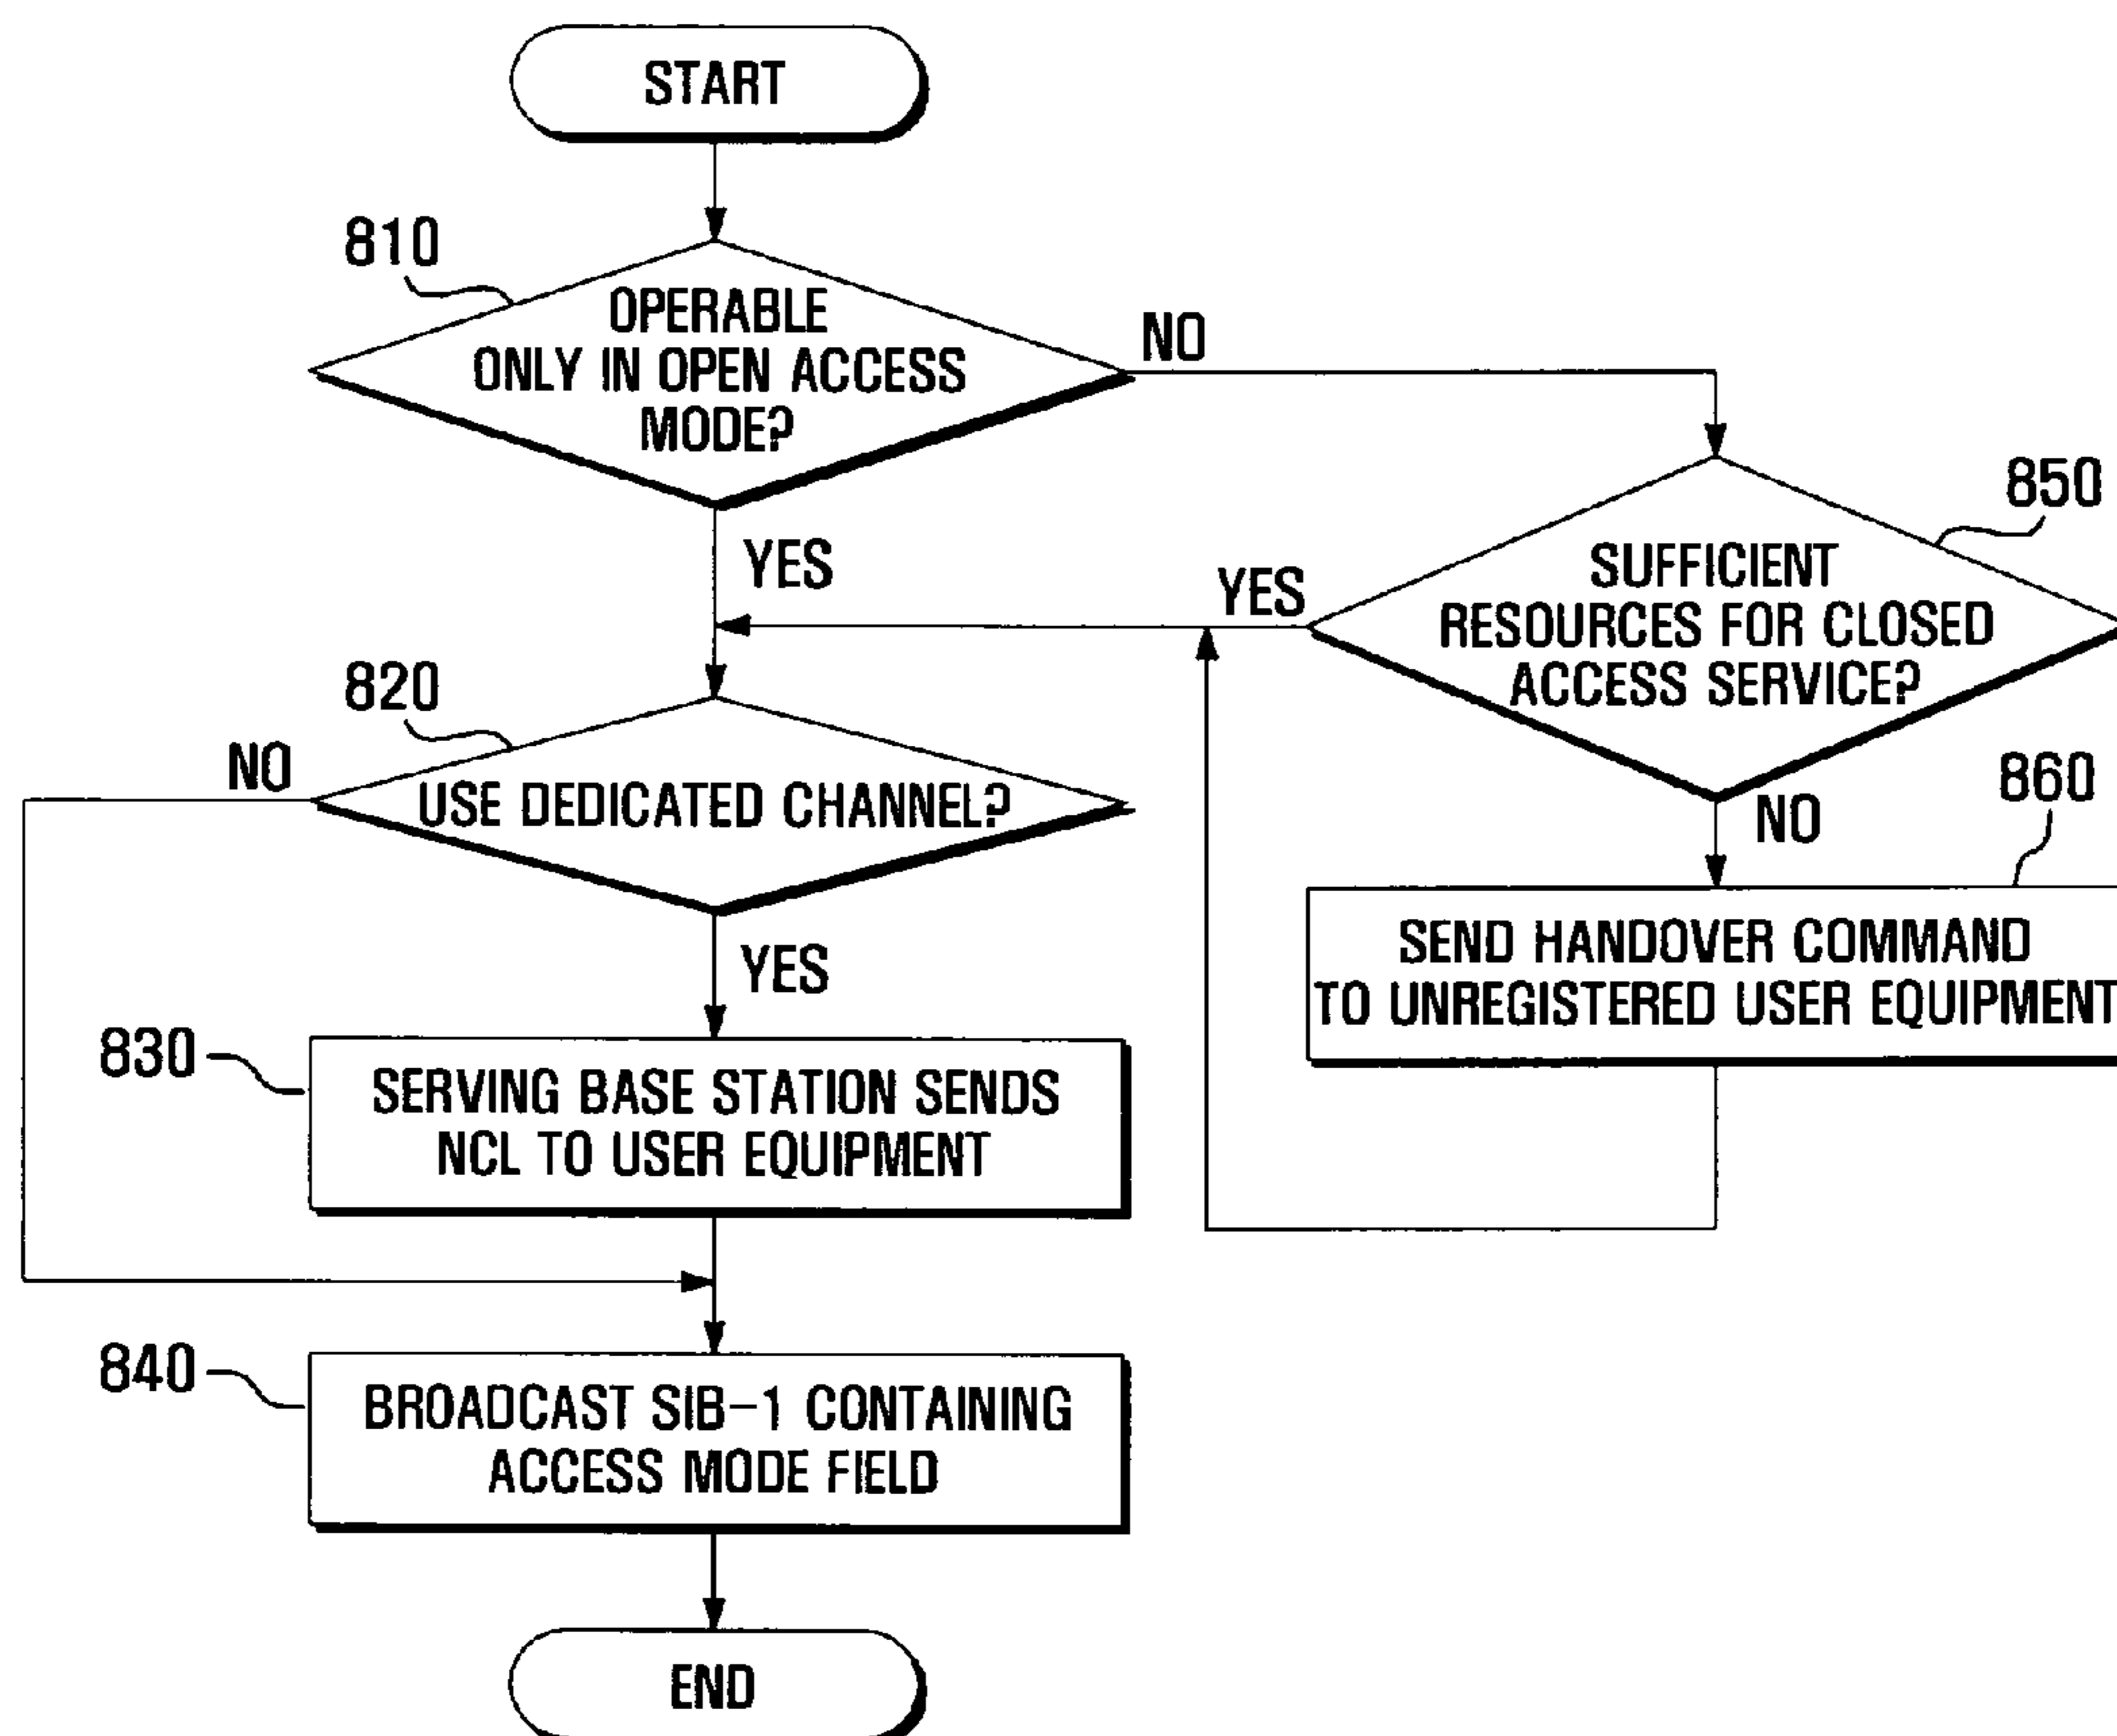 START
810
OPERABLE
ONLY IN OPEN ACCESS
MODE?
NO
YES
850
SUFFICIENT
RESOURCES FOR CLOSED
ACCESS SERVICE?
YES
NO
820
NO
USE DEDICATED CHANNEL?
YES
860
SEND HANDOVER COMMAND
TO UNREGISTERED USER EQUIPMENT
830
SERVING BASE STATION SENDS
NCL TO USER EQUIPMENT
840
BROADCAST SIB-1 CONTAINING
ACCESS MODE FIELD
END